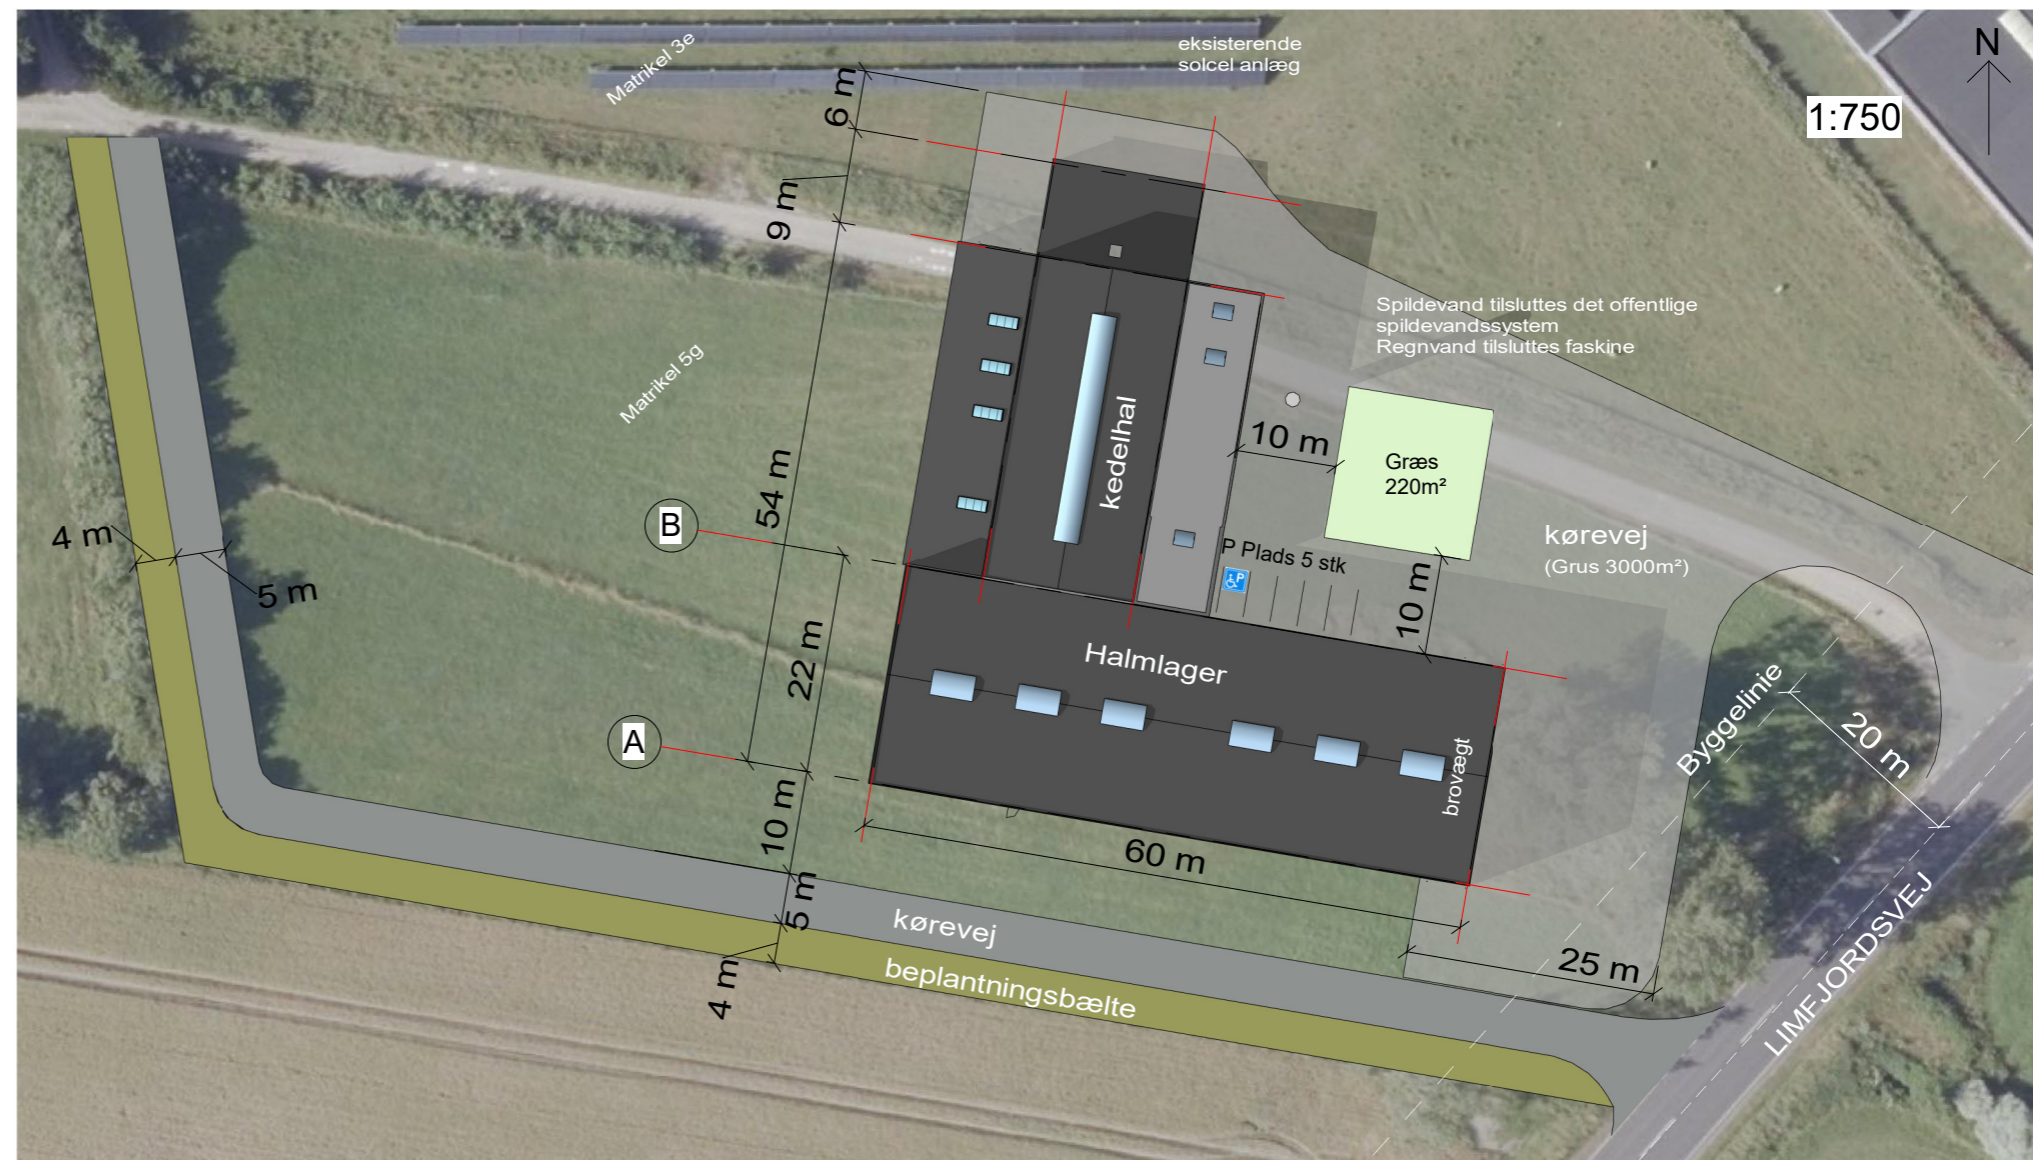 Matrikel 3e
eksisterende
solcel anlæg
N
1:750
6 m
9 m
Spildevand tilsluttes det offentlige
spildevandssystem
Regnvand tilsluttes faskine
Matrikel 5g
kedelhal
10 m
Græs
220m²
54 m
B
4 m
5 m
P Plads 5 stk
P
kørevej
(Grus 3000m²)
10 m
22 m
Halmlager
A
brovægt
Byggelinie
20 m
10 m
60 m
5 m
kørevej
4 m
beplantningsbælte
25 m
LIMFJORDSVEJ